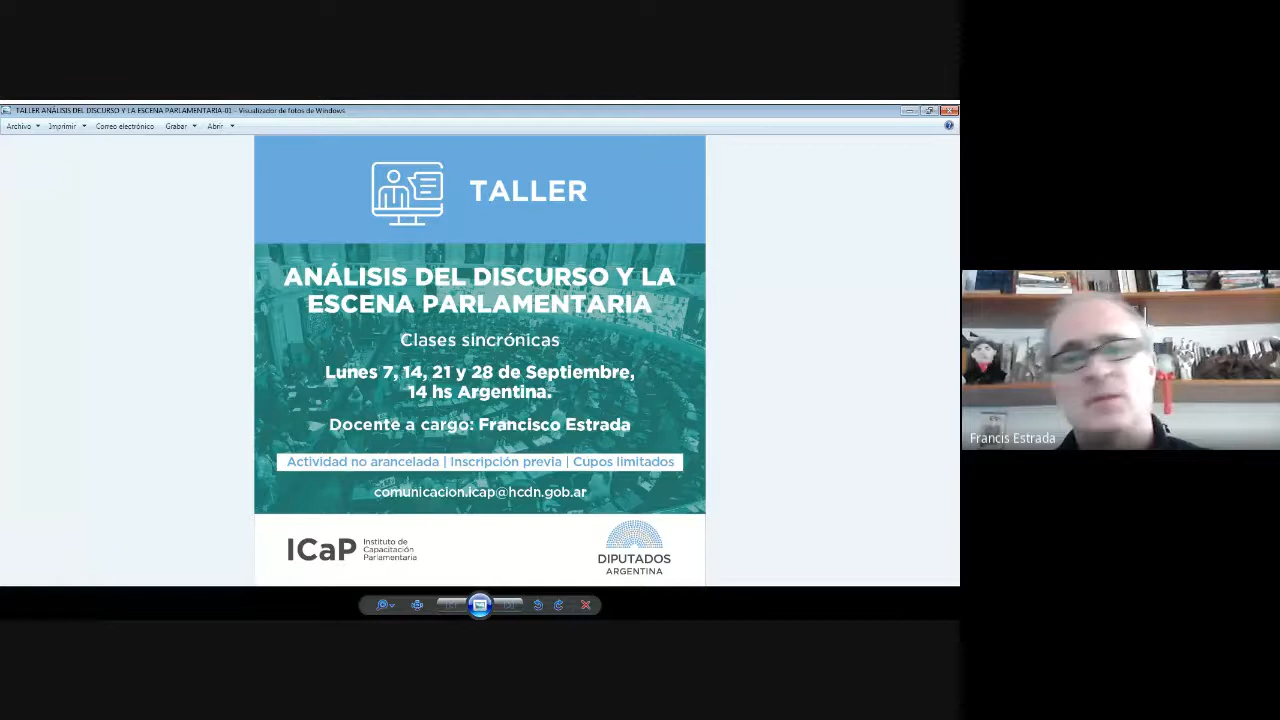 TALLER ANÁLISIS DEL DISCURSO Y LA ESCENA PARLAMENTARIA-01 - Visualizador de fotos de Windows
Archivo Imprimir Correo electrónico Grabar Abrir
TALLER
ANÁLISIS DEL DISCURSO Y LA
ESCENA PARLAMENTARIA
Clases sincrónicas
Lunes 7, 14, 21 y 28 de Septiembre,
14 hs Argentina.
Docente a cargo: Francisco Estrada
Actividad no arancelada | Inscripción previa | Cupos limitados
comunicacion.icap@hcdn.gob.ar
ICaP Instituto de
Capacitación
Parlamentaria
DIPUTADOS
ARGENTINA
Francis Estrada